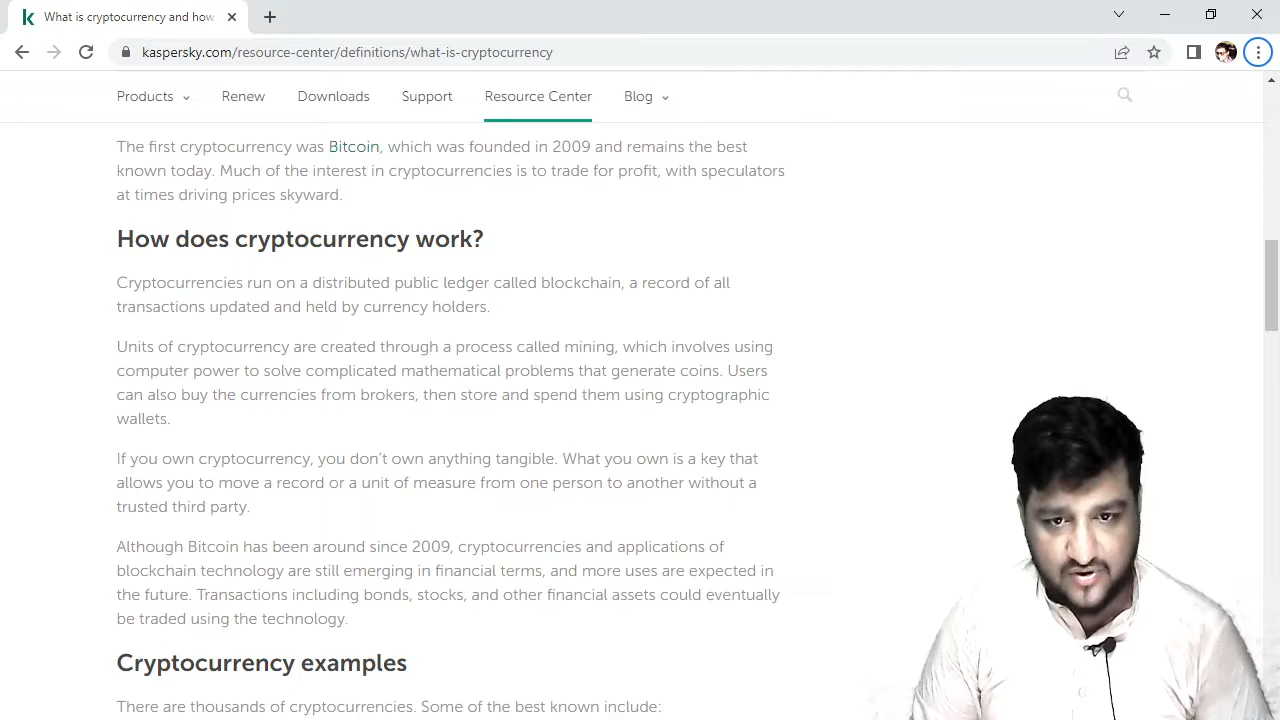 What is cryptocurrency and how
kaspersky.com/resource-center/definitions/what-is-cryptocurrency
Products Renew Downloads Support Resource Center Blog
The first cryptocurrency was Bitcoin, which was founded in 2009 and remains the best
known today. Much of the interest in cryptocurrencies is to trade for profit, with speculators
at times driving prices skyward.
How does cryptocurrency work?
Cryptocurrencies run on a distributed public ledger called blockchain, a record of all
transactions updated and held by currency holders.
Units of cryptocurrency are created through a process called mining, which involves using
computer power to solve complicated mathematical problems that generate coins. Users
can also buy the currencies from brokers, then store and spend them using cryptographic
wallets.
If you own cryptocurrency, you don’t own anything tangible. What you own is a key that
allows you to move a record or a unit of measure from one person to another without a
trusted third party.
Although Bitcoin has been around since 2009, cryptocurrencies and applications of
blockchain technology are still emerging in financial terms, and more uses are expected in
the future. Transactions including bonds, stocks, and other financial assets could eventually
be traded using the technology.
Cryptocurrency examples
There are thousands of cryptocurrencies. Some of the best known include: